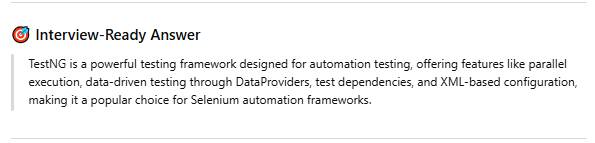 🎯 Interview-Ready Answer
TestNG is a powerful testing framework designed for automation testing, offering features like parallel
execution, data-driven testing through DataProviders, test dependencies, and XML-based configuration,
making it a popular choice for Selenium automation frameworks.